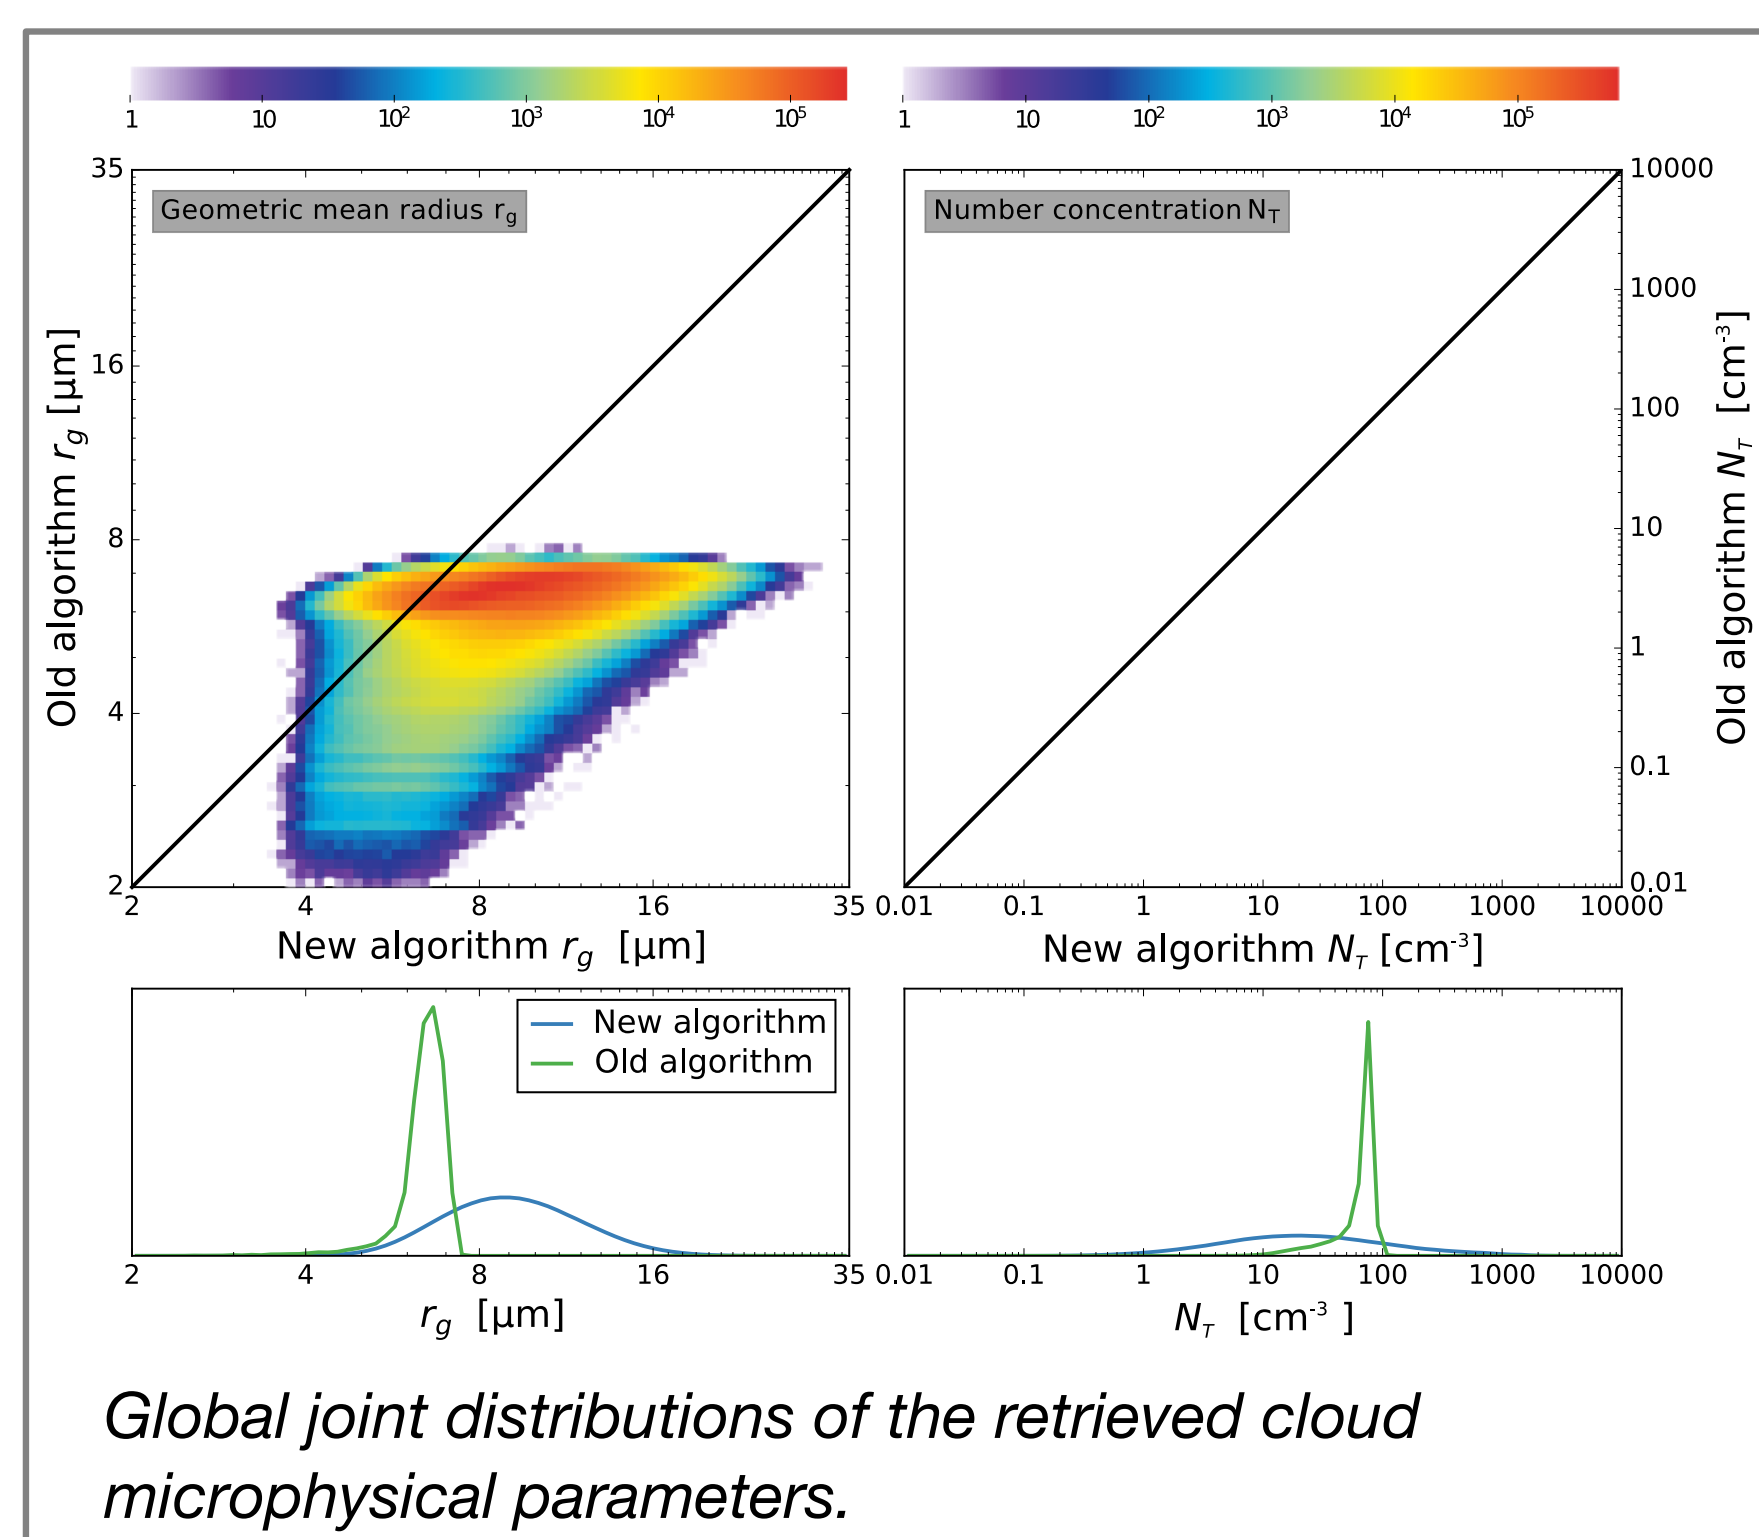 1 10 10² 10³ 10⁴ 10⁵
1 10 10² 10³ 10⁴ 10⁵
Geometric mean radius r_g
35
16
8
4
2
Old algorithm r_g [μm]
2 4 8 16 35
New algorithm r_g [μm]
Number concentration N_T
10000
1000
100
10
1
0.1
0.01
Old algorithm N_T [cm⁻³]
0.01 0.1 1 10 100 1000 10000
New algorithm N_T [cm⁻³]
New algorithm
Old algorithm
2 4 8 16 35
r_g [μm]
0.01 0.1 1 10 100 1000 10000
N_T [cm⁻³ ]
Global joint distributions of the retrieved cloud
microphysical parameters.